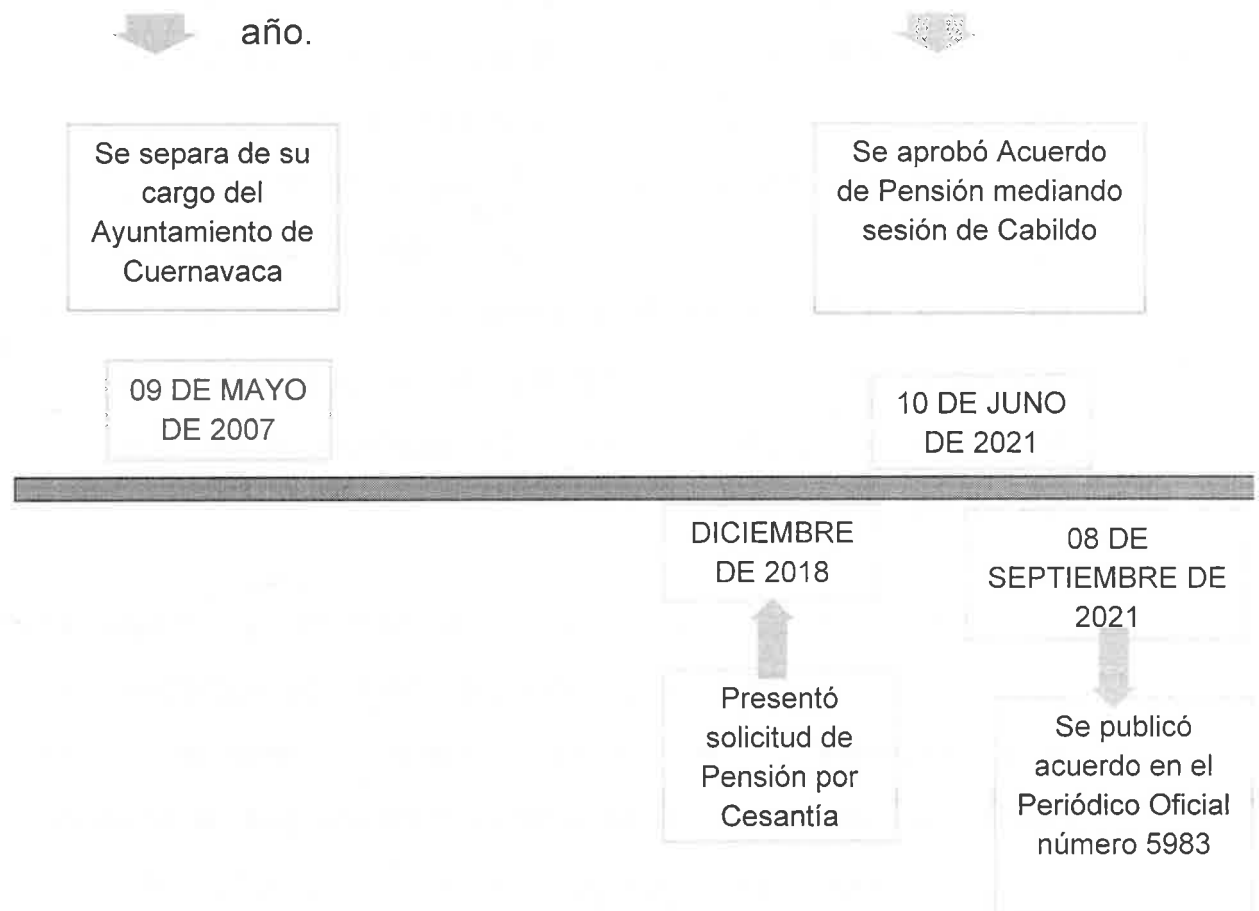 año.
Se separa de su
cargo del
Ayuntamiento de
Cuernavaca
Se aprobó Acuerdo
de Pensión mediando
sesión de Cabildo
09 DE MAYO
DE 2007
10 DE JUNO
DE 2021
DICIEMBRE
DE 2018
08 DE
SEPTIEMBRE DE
2021
Presentó
solicitud de
Pensión por
Cesantía
Se publicó
acuerdo en el
Periódico Oficial
número 5983